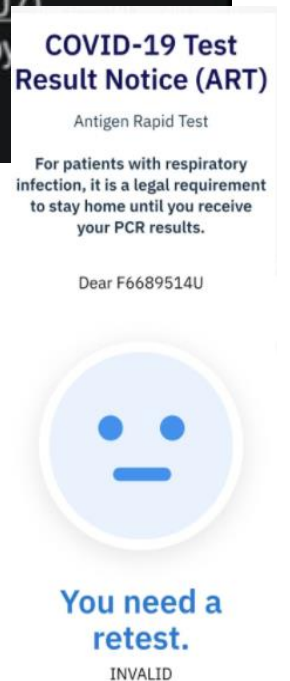 COVID-19 Test
Result Notice (ART)
Antigen Rapid Test
For patients with respiratory
infection, it is a legal requirement
to stay home until you receive
your PCR results.
Dear F6689514U
You need a
retest.
INVALID